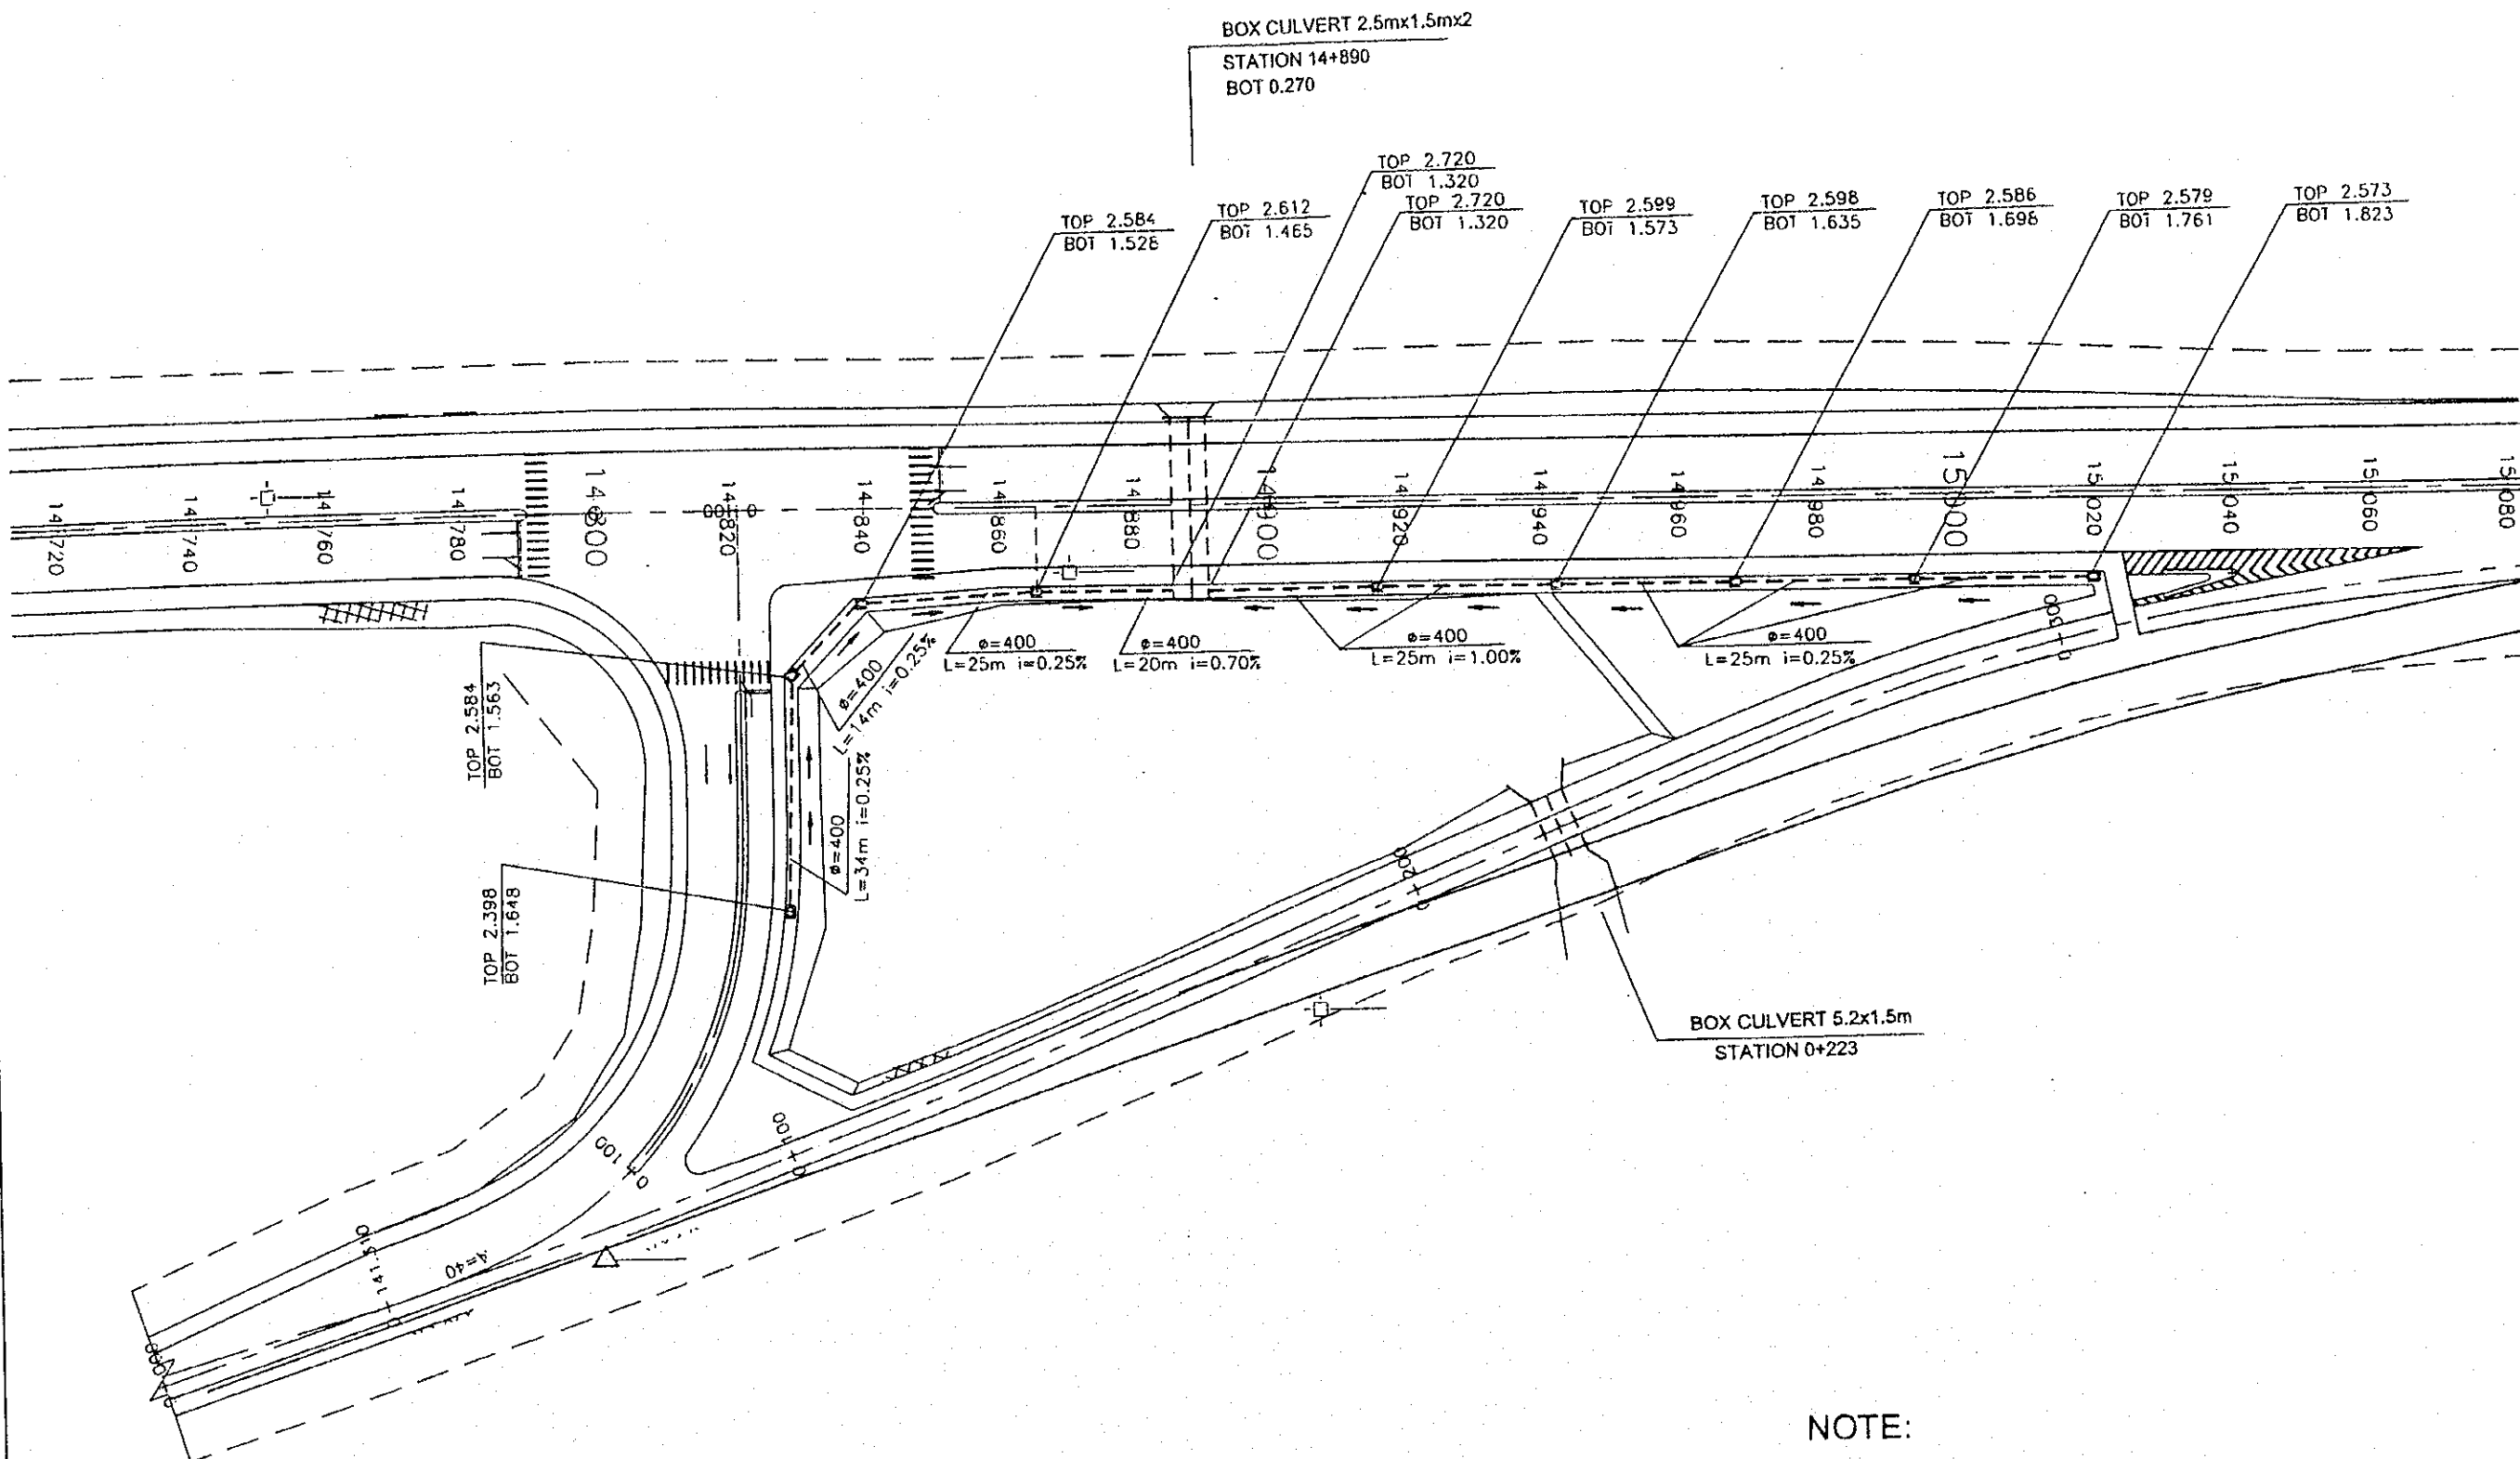 BOX CULVERT 2.5mx1.5mx2
STATION 14+890
BOT 0.270
TOP 2.720
BOT 1.320
TOP 2.584
BOT 1.528
TOP 2.612
BOT 1.465
TOP 2.720
BOT 1.320
TOP 2.599
BOT 1.573
TOP 2.598
BOT 1.635
TOP 2.586
BOT 1.698
TOP 2.579
BOT 1.761
TOP 2.573
BOT 1.823
14+720
14+740
14+760
14+780
14+800
14+820
14+840
14+860
14+880
14+900
14+920
14+940
14+960
14+980
15+000
15+020
15+040
15+060
15+080
ø=400
L=14m i=0.25%
ø=400
L=25m i=0.25%
ø=400
L=20m i=0.70%
ø=400
L=25m i=1.00%
ø=400
L=25m i=0.25%
0+300
TOP 2.584
BOT 1.563
ø=400
L=34m i=0.25%
TOP 2.398
BOT 1.648
0+200
BOX CULVERT 5.2x1.5m
STATION 0+223
0+100
0+100
0+141.510
A=40
NOTE: